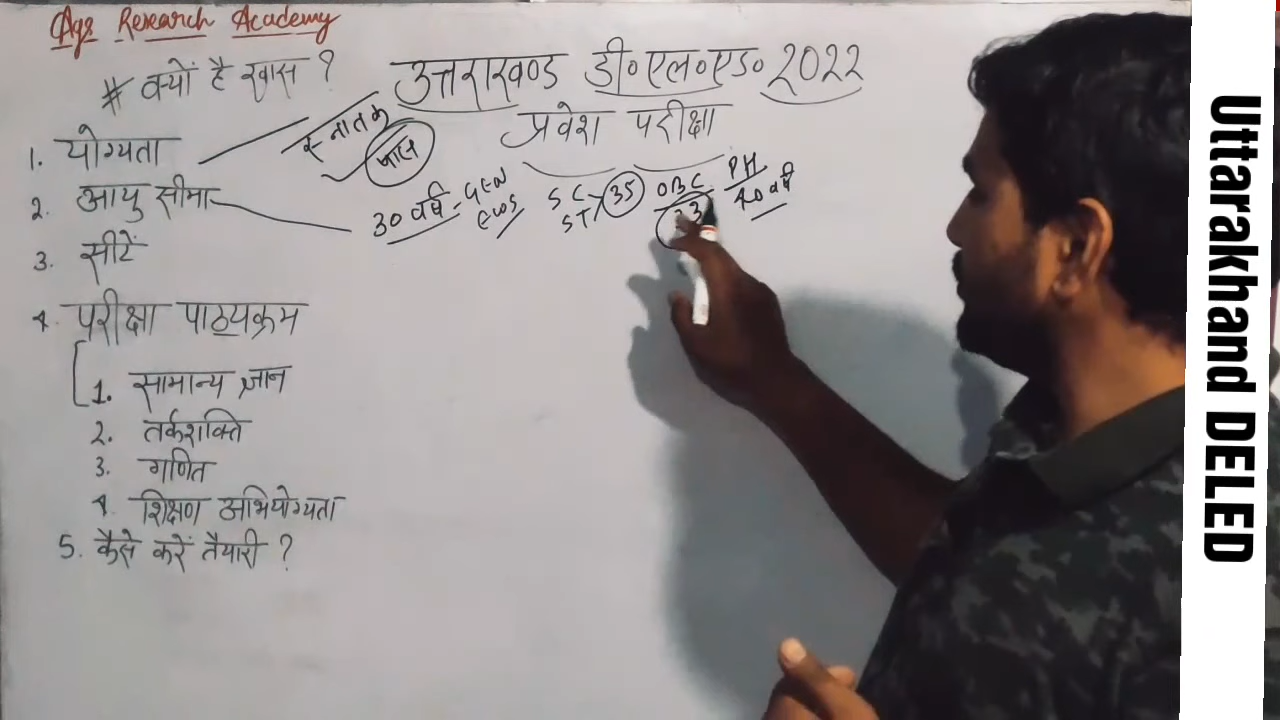 Age Research Academy
# क्यों है खास ?
उत्तराखण्ड डी०एल०एड० 2022
प्रवेश परीक्षा
1. योग्यता
स्नातक
पास
2. आयु सीमा
30 वर्ष - GEN
EWS
SC
ST
35
OBC
33
PH
40 वर्ष
3. सीटें
4. परीक्षा पाठ्यक्रम
1. सामान्य ज्ञान
2. तर्कशक्ति
3. गणित
4. शिक्षण अभियोग्यता
5. कैसे करें तैयारी ?
Uttarakhand DELED